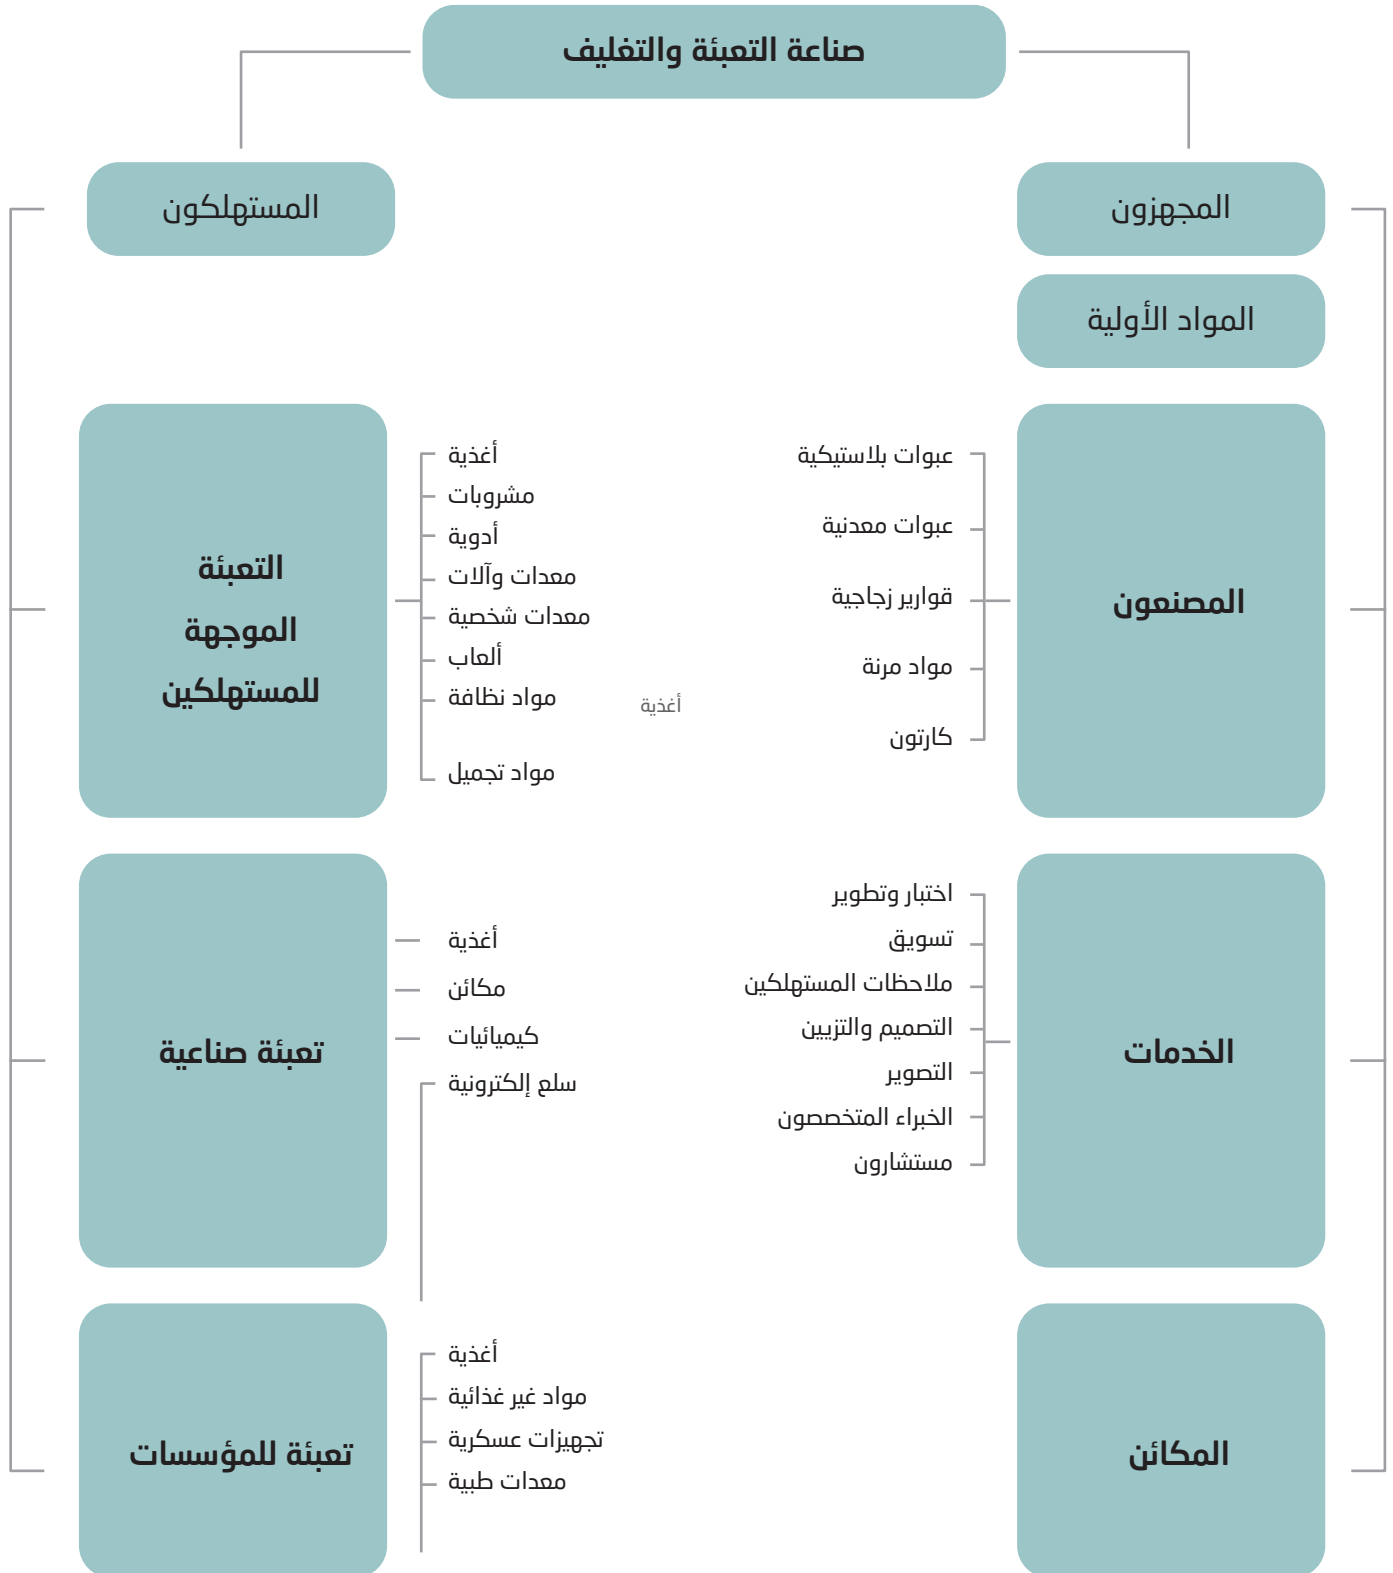 صناعة التعبئة والتغليف
المجهزون
المستهلكون
المواد الأولية
المصنعون
عبوات بلاستيكية
عبوات معدنية
قوارير زجاجية
مواد مرنة
كارتون
أغذية
التعبئة
الموجهة
للمستهلكين
أغذية
مشروبات
أدوية
معدات وآلات
معدات شخصية
ألعاب
مواد نظافة
مواد تجميل
الخدمات
اختبار وتطوير
تسويق
ملاحظات المستهلكين
التصميم والتزيين
التصوير
الخبراء المتخصصون
مستشارون
تعبئة صناعية
أغذية
مكائن
كيميائيات
سلع إلكترونية
المكائن
تعبئة للمؤسسات
أغذية
مواد غير غذائية
تجهيزات عسكرية
معدات طبية